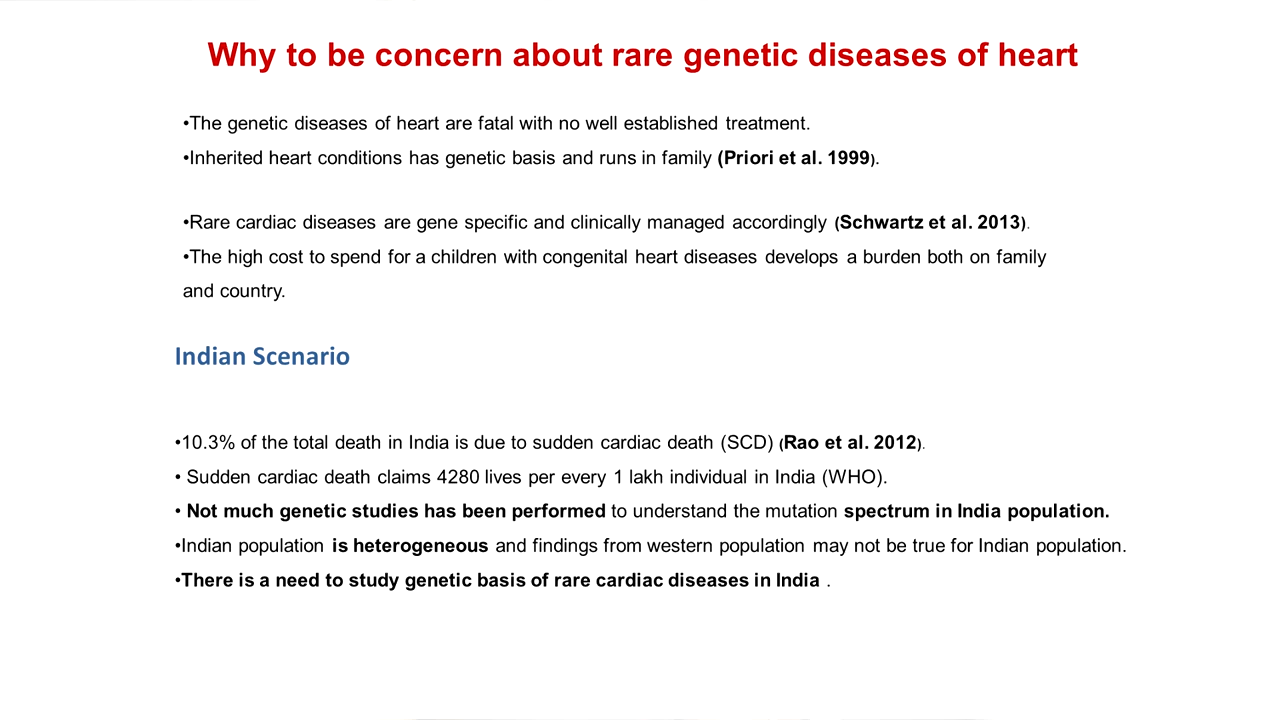 Why to be concern about rare genetic diseases of heart
•The genetic diseases of heart are fatal with no well established treatment.
•Inherited heart conditions has genetic basis and runs in family (Priori et al. 1999).
•Rare cardiac diseases are gene specific and clinically managed accordingly (Schwartz et al. 2013).
•The high cost to spend for a children with congenital heart diseases develops a burden both on family
and country.
Indian Scenario
•10.3% of the total death in India is due to sudden cardiac death (SCD) (Rao et al. 2012).
• Sudden cardiac death claims 4280 lives per every 1 lakh individual in India (WHO).
• Not much genetic studies has been performed to understand the mutation spectrum in India population.
•Indian population is heterogeneous and findings from western population may not be true for Indian population.
•There is a need to study genetic basis of rare cardiac diseases in India .